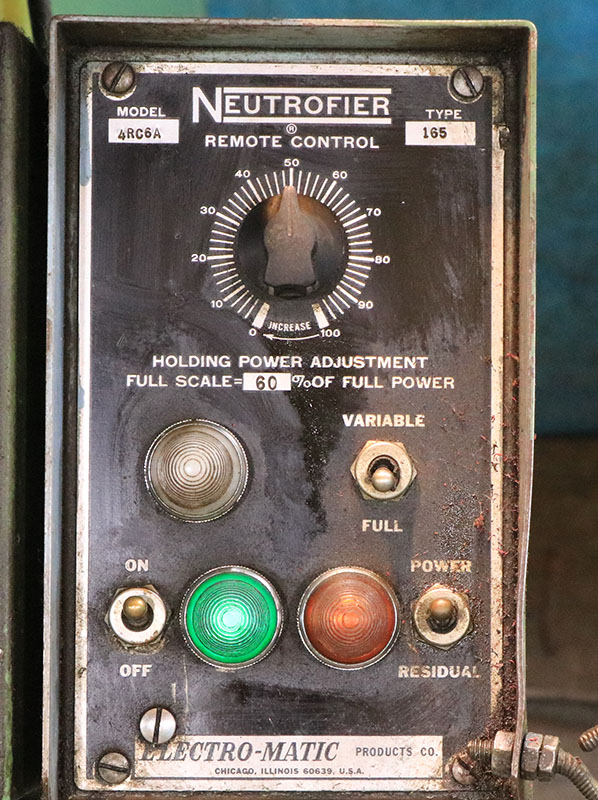 MODEL
4RC6A
NEUTROFIER
®
REMOTE CONTROL
TYPE
165
0 10 20 30 40 50 60 70 80 90 100
INCREASE
HOLDING POWER ADJUSTMENT
FULL SCALE= 60 % OF FULL POWER
VARIABLE
FULL
ON
OFF
POWER
RESIDUAL
ELECTRO-MATIC PRODUCTS CO.
CHICAGO, ILLINOIS 60639, U.S.A.